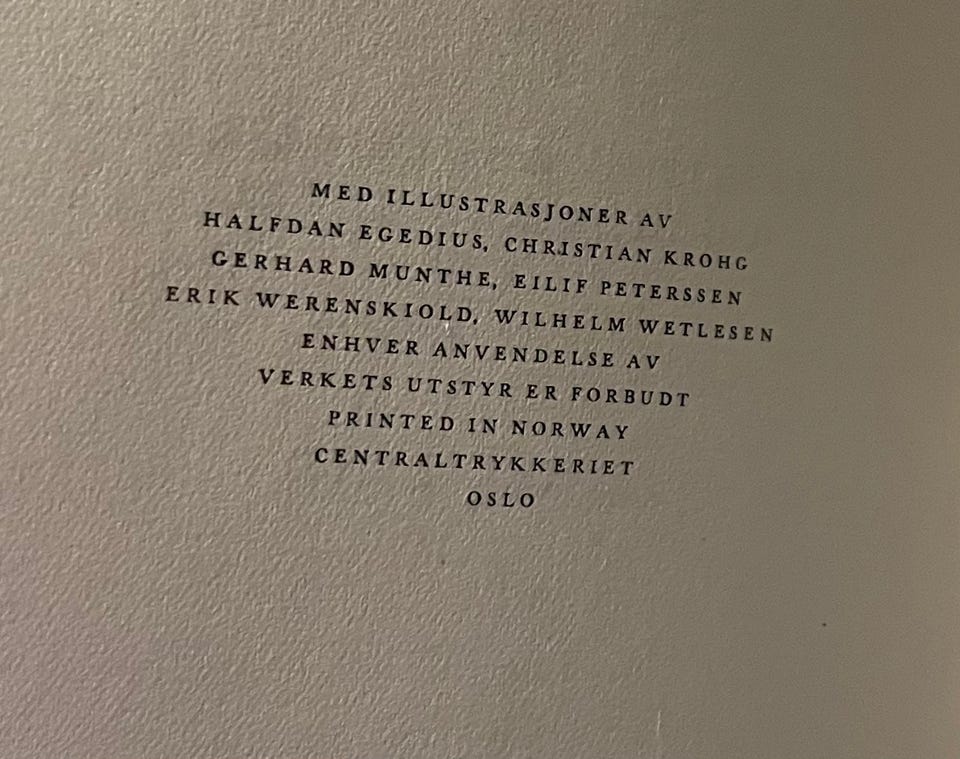 MED ILLUSTRASJONER AV
HALFDAN EGEDIUS, CHRISTIAN KROHG
GERHARD MUNTHE, EILIF PETERSSEN
ERIK WERENSKIOLD, WILHELM WETLESEN
ENHVER ANVENDELSE AV
VERKETS UTSTYR ER FORBUDT
PRINTED IN NORWAY
CENTRALTRYKKERIET
OSLO